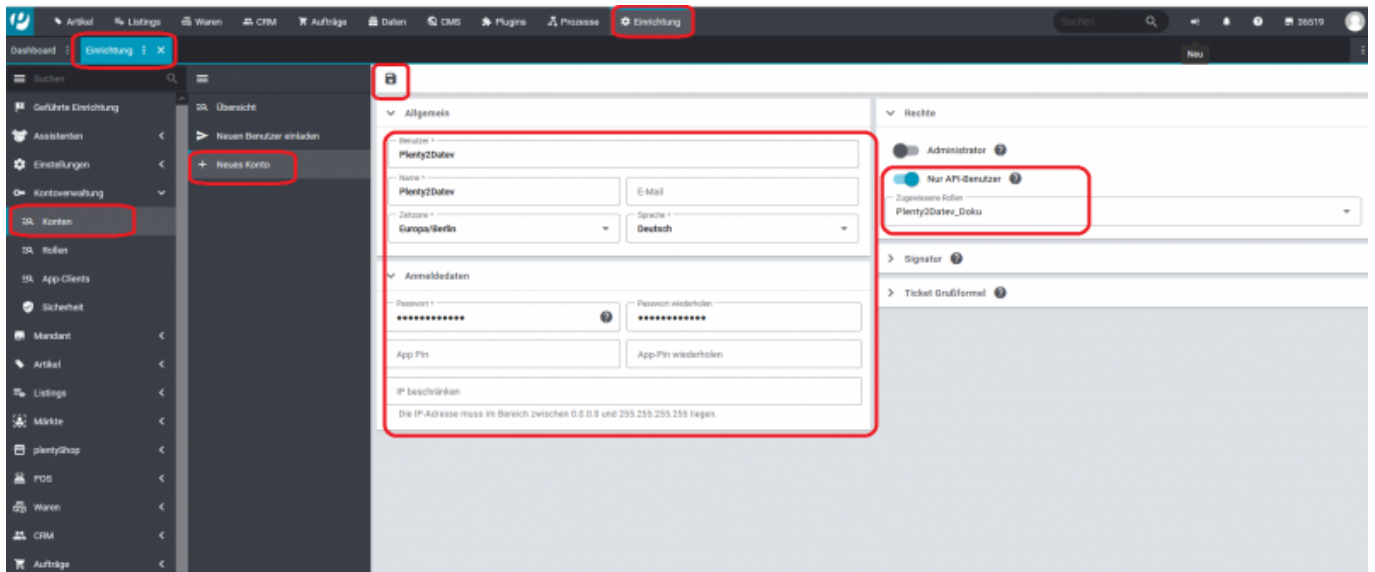 Artikel Listings Waren CRM Aufträge Daten CMS Plugins Prozesse Einrichtung Suchen 36619
Dashboard Einrichtung Neu
Suchen
Geführte Einrichtung
Assistenten
Einstellungen
Kontoverwaltung
Konten
Rollen
App-Clients
Sicherheit
Mandant
Artikel
Listings
Märkte
plentyShop
POS
Waren
CRM
Aufträge
Übersicht
Neuen Benutzer einladen
+ Neues Konto
Allgemein
Benutzer *
Plenty2Datev
Name *
Plenty2Datev
E-Mail
Zeitzone *
Europa/Berlin
Sprache *
Deutsch
Anmeldedaten
Passwort *
••••••••••••
Passwort wiederholen
••••••••••••
App Pin
App-Pin wiederholen
IP beschränken
Die IP-Adresse muss im Bereich zwischen 0.0.0.0 und 255.255.255.255 liegen.
Rechte
Administrator
Nur API-Benutzer
Zugewiesene Rollen
Plenty2Datev_Doku
Signatur
Ticket Grußformel